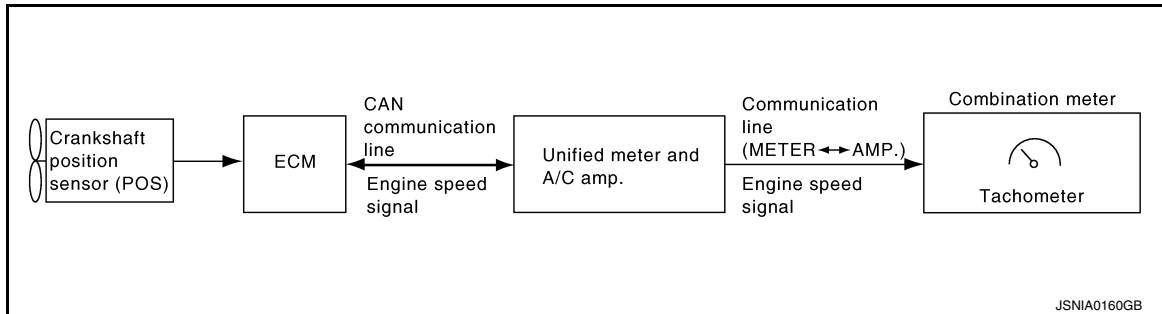 Crankshaft
position
sensor (POS)
ECM
CAN
communication
line
Engine speed
signal
Unified meter and
A/C amp.
Communication
line
(METER ↔ AMP.)
Engine speed
signal
Combination meter
Tachometer
JSNIA0160GB